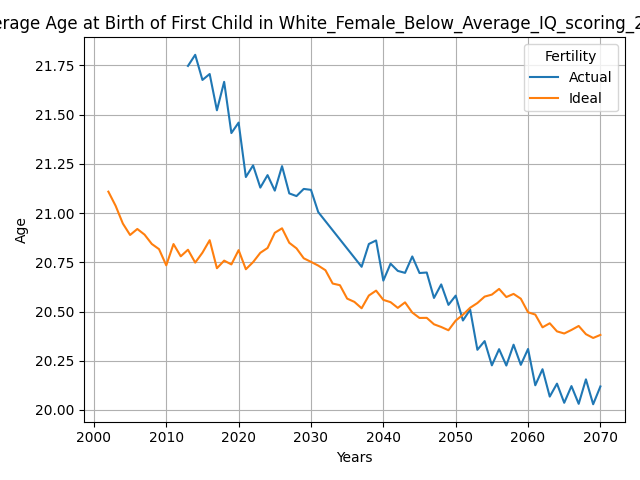 Average Age at Birth of First Child in White_Female_Below_Average_IQ_scoring_2
Fertility
Actual
Ideal
21.75
21.50
21.25
21.00
20.75
20.50
20.25
20.00
Age
2000 2010 2020 2030 2040 2050 2060 2070
Years